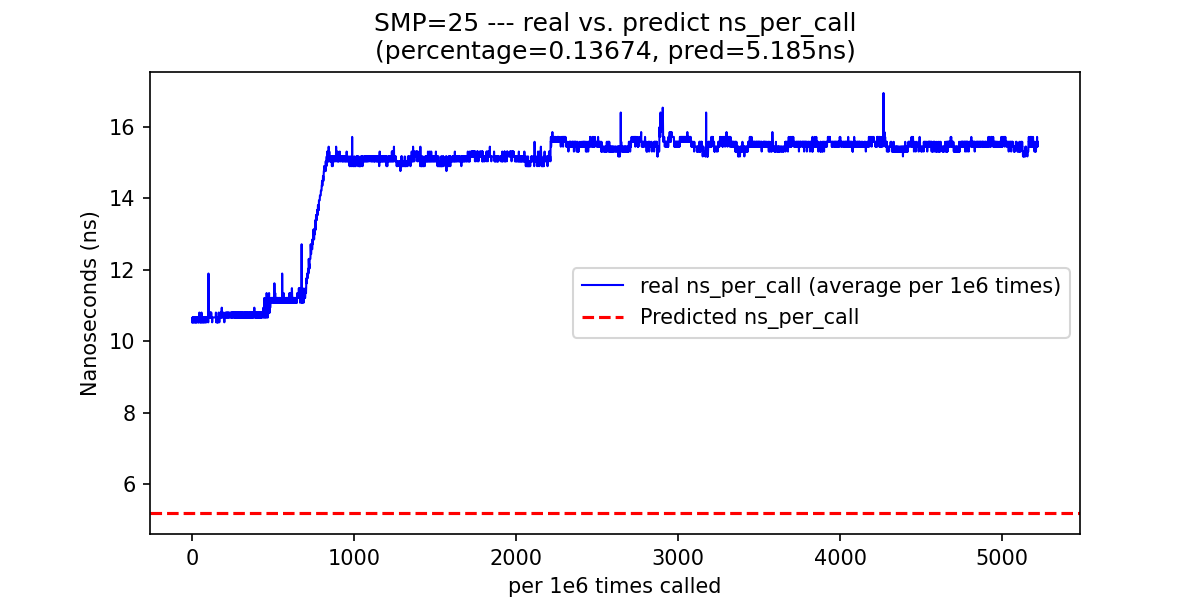 SMP=25 --- real vs. predict ns_per_call
(percentage=0.13674, pred=5.185ns)
Nanoseconds (ns)
16
14
12
10
8
6
real ns_per_call (average per 1e6 times)
Predicted ns_per_call
0
1000
2000
3000
4000
5000
per 1e6 times called